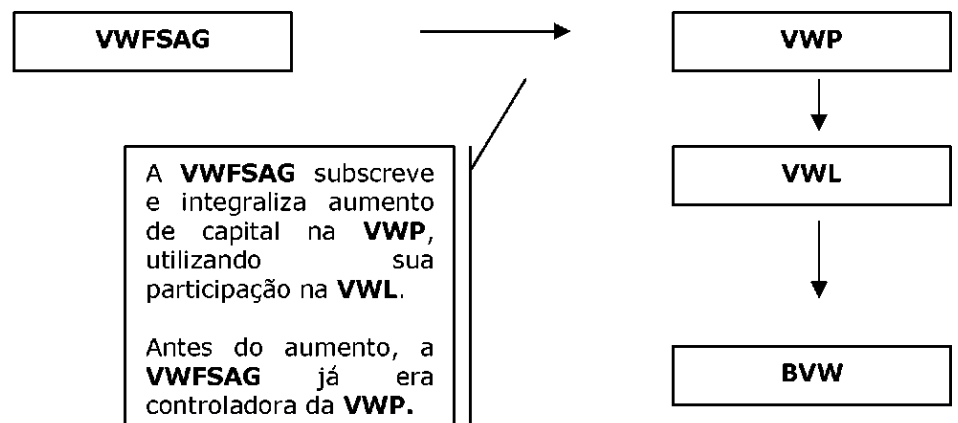 VWFSAG
VWP
VWL
A VWFSAG subscreve
e integraliza aumento
de capital na VWP,
utilizando sua
participação na VWL.
Antes do aumento, a
VWFSAG já era
controladora da VWP.
BVW